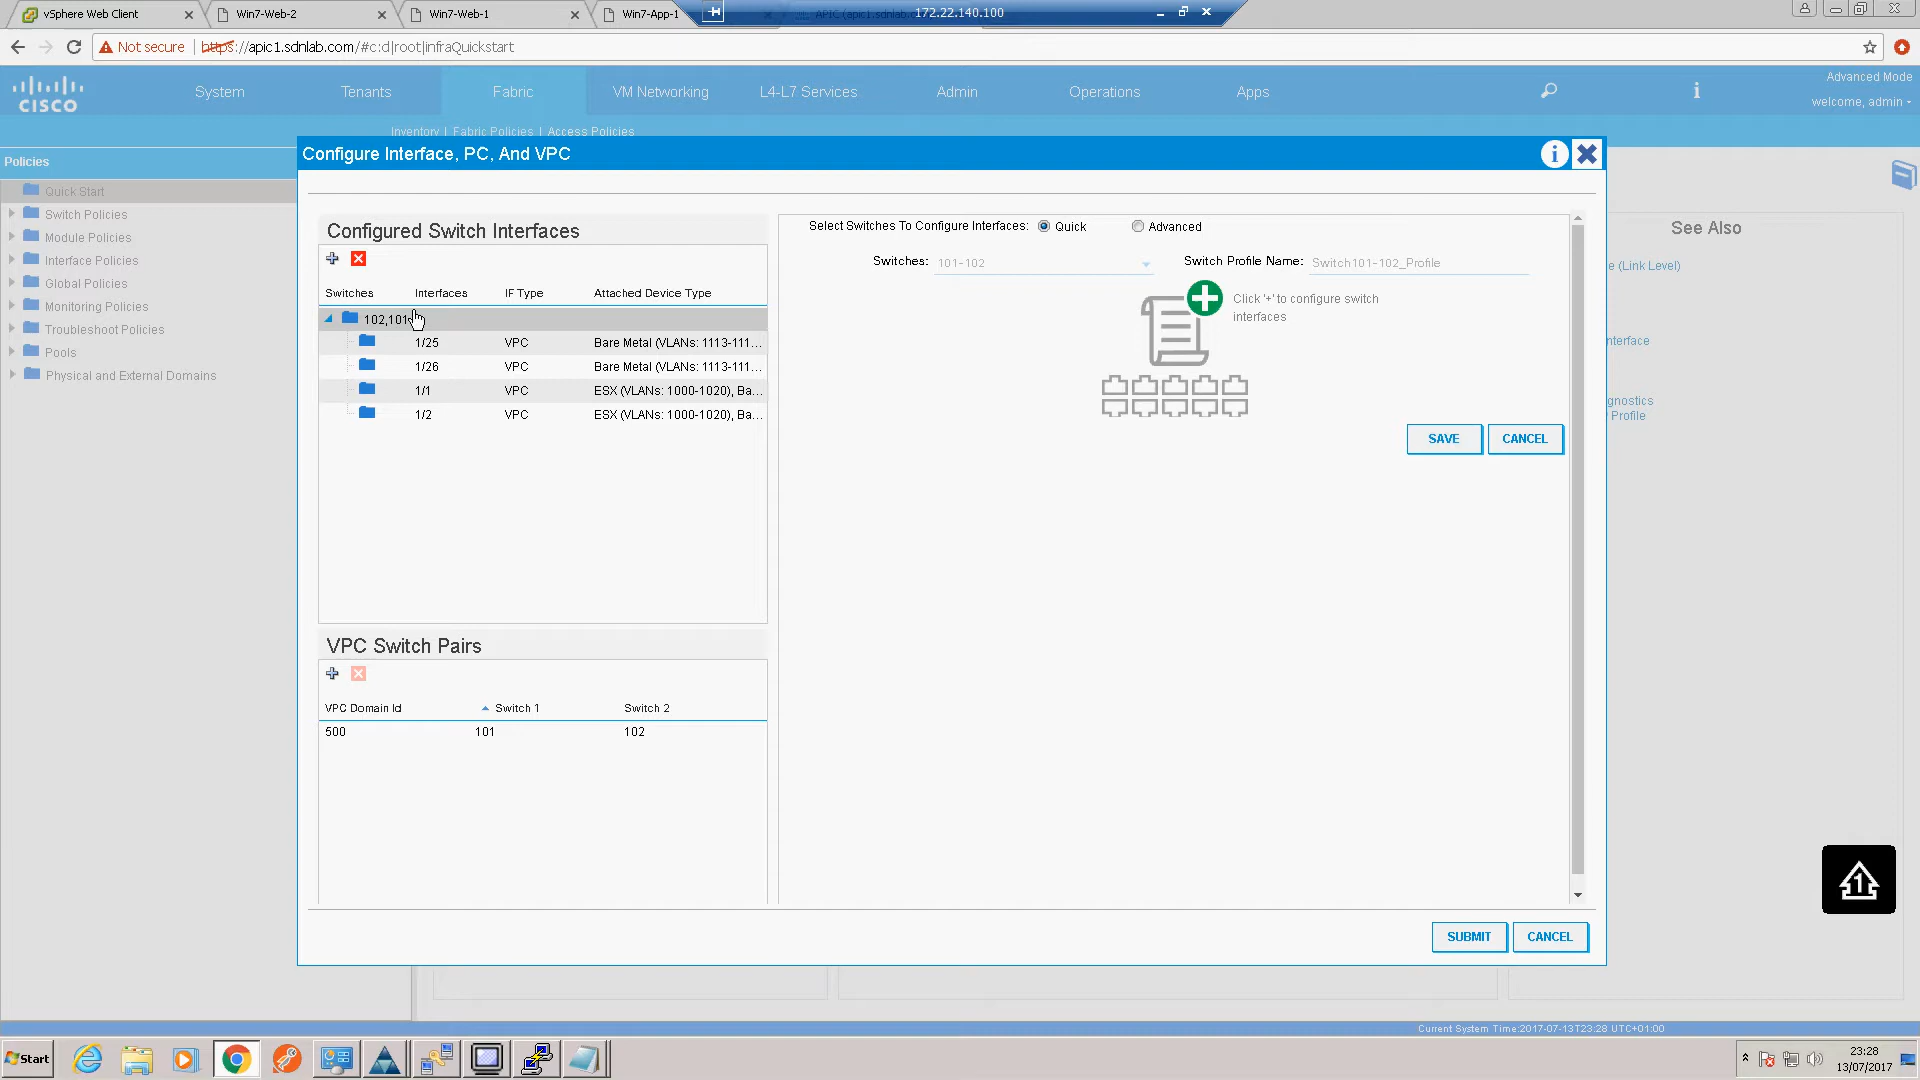 vSphere Web Client
Win7-Web-2
Win7-Web-1
Win7-App-1
172.22.140.100
Not secure
https://apic1.sdnlab.com/#c:d|root|infraQuickstart
CISCO
System
Tenants
Fabric
VM Networking
L4-L7 Services
Admin
Operations
Apps
i
Advanced Mode
welcome, admin
Inventory | Fabric Policies | Access Policies
Policies
Quick Start
Switch Policies
Module Policies
Interface Policies
Global Policies
Monitoring Policies
Troubleshoot Policies
Pools
Physical and External Domains
Configure Interface, PC, And VPC
i
Configured Switch Interfaces
Switches Interfaces IF Type Attached Device Type
102,101
1/25 VPC Bare Metal (VLANs: 1113-111...
1/26 VPC Bare Metal (VLANs: 1113-111...
1/1 VPC ESX (VLANs: 1000-1020), Ba...
1/2 VPC ESX (VLANs: 1000-1020), Ba...
VPC Switch Pairs
VPC Domain Id Switch 1 Switch 2
500 101 102
Select Switches To Configure Interfaces: Quick Advanced
Switches: 101-102 Switch Profile Name: Switch101-102_Profile
Click '+' to configure switch
interfaces
SAVE CANCEL
SUBMIT CANCEL
See Also
e (Link Level)
nterface
gnostics
Profile
1
Current System Time:2017-07-13T23:28 UTC+01:00
Start
23:28
13/07/2017